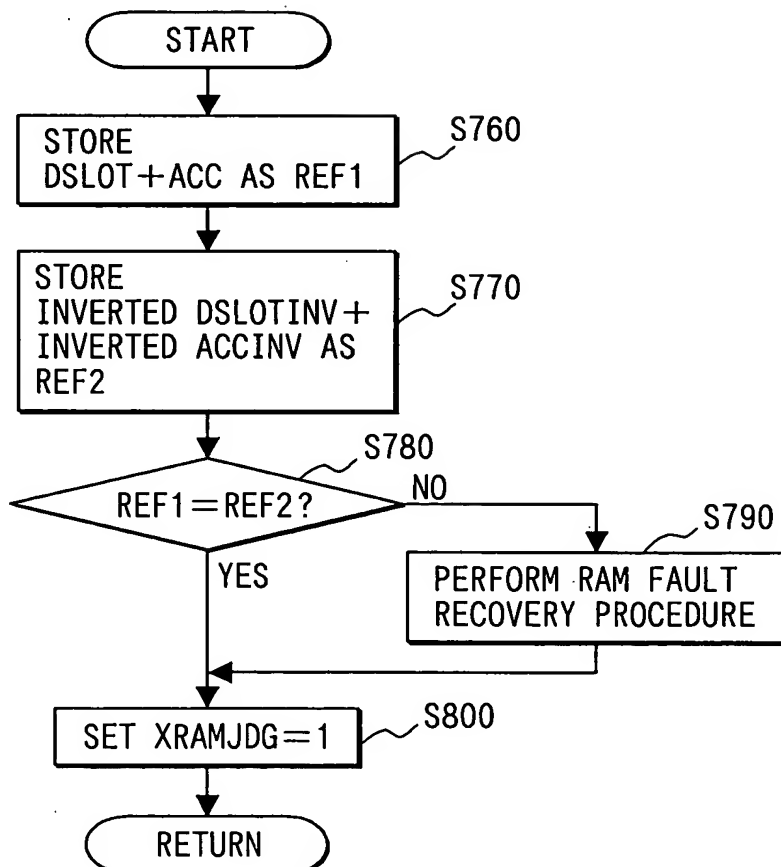 START
STORE
DSLOT+ACC AS REF1
S760
STORE
INVERTED DSLOTINV+
INVERTED ACCINV AS
REF2
S770
S780
REF1=REF2?
NO
YES
S790
PERFORM RAM FAULT
RECOVERY PROCEDURE
SET XRAMJDG=1
S800
RETURN